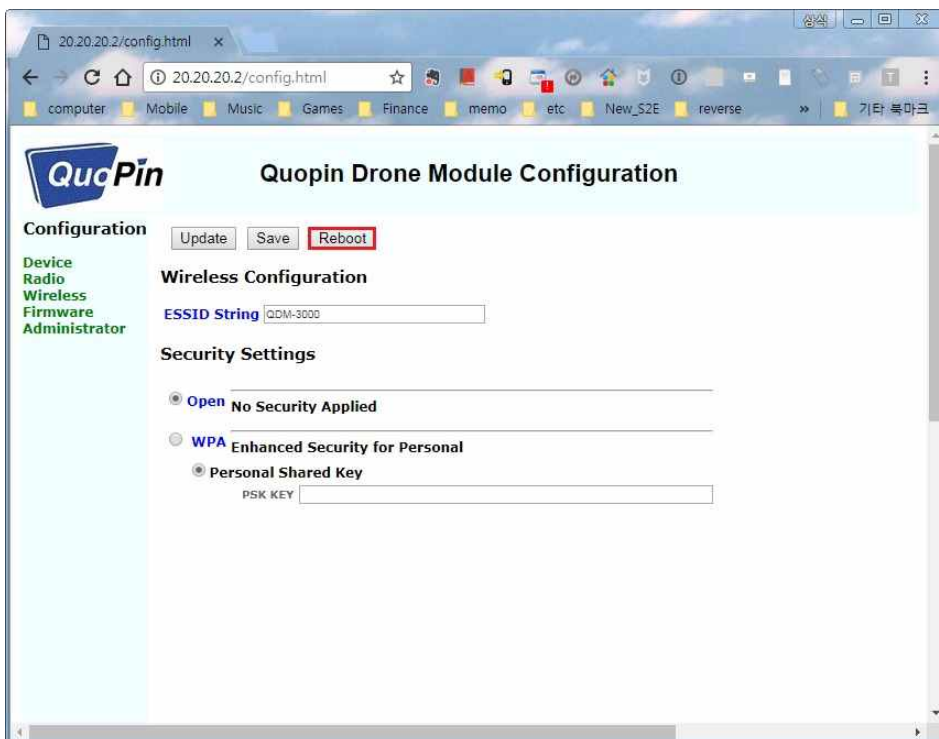 상식
20.20.20.2/config.html
20.20.20.2/config.html
computer Mobile Music Games Finance memo etc New_S2E reverse » 기타 북마크
QuoPin
Quopin Drone Module Configuration
Configuration
Update Save Reboot
Device
Radio
Wireless
Firmware
Administrator
Wireless Configuration
ESSID String QDM-3000
Security Settings
Open No Security Applied
WPA Enhanced Security for Personal
Personal Shared Key
PSK KEY